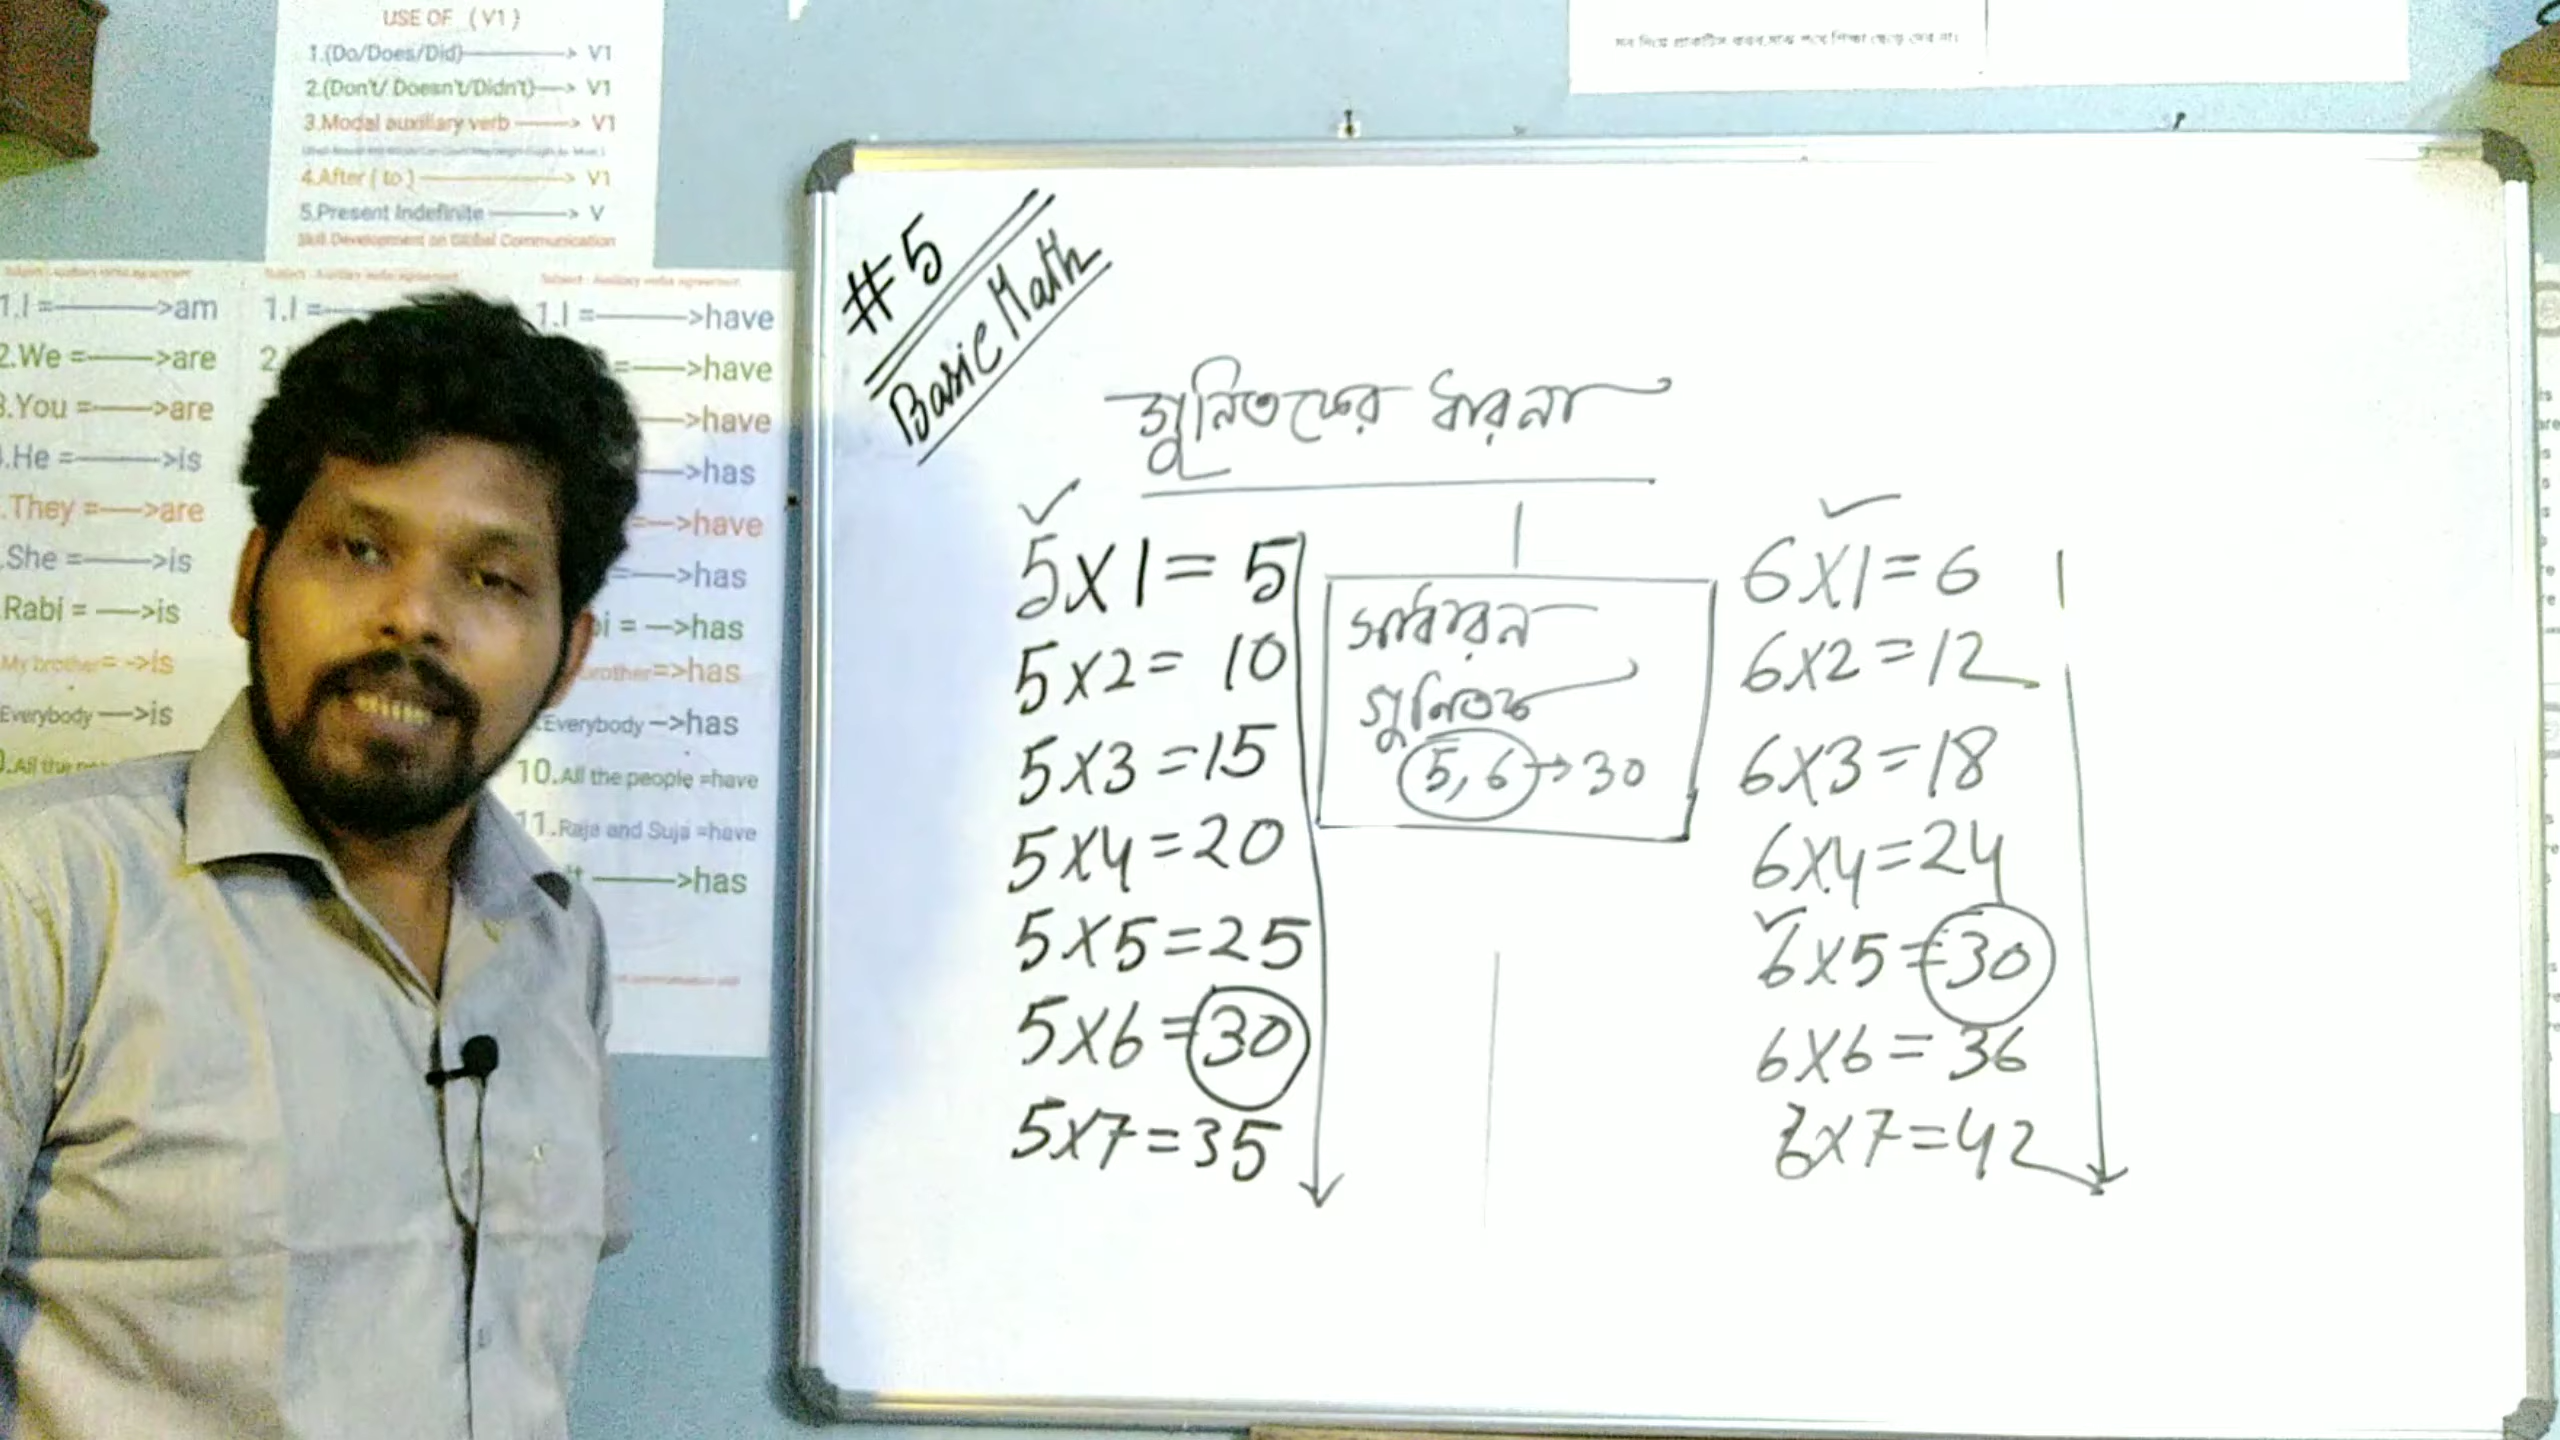 USE OF ( V1 )
1.(Do/Does/Did)———> V1
2.(Don't/ Doesn't/Didn't)—> V1
3.Modal auxiliary verb ——> V1
4.After ( to )————> V1
5.Present Indefinite ———> V
Skill Development on Global Communication
1.I =————>am
2.We =———>are
3.You =——>are
.He =———>is
.They =—>are
.She =———>is
Rabi = —>is
My brother= ->is
Everybody —>is
1.I =
2.
1.I =———>have
=——>have
—>have
—>has
=—>have
=—>has
i = —>has
brother=>has
.Everybody —>has
10.All the people =have
11.Raja and Suja =have
———>has
#5
Basic Math
গুনিতকের ধারনা
5x1=5
5x2=10
5x3=15
5x4=20
5x5=25
5x6=30
5x7=35
সাধারন
গুনিতক
5,6→30
6x1=6
6x2=12
6x3=18
6x4=24
6x5=30
6x6=36
6x7=42